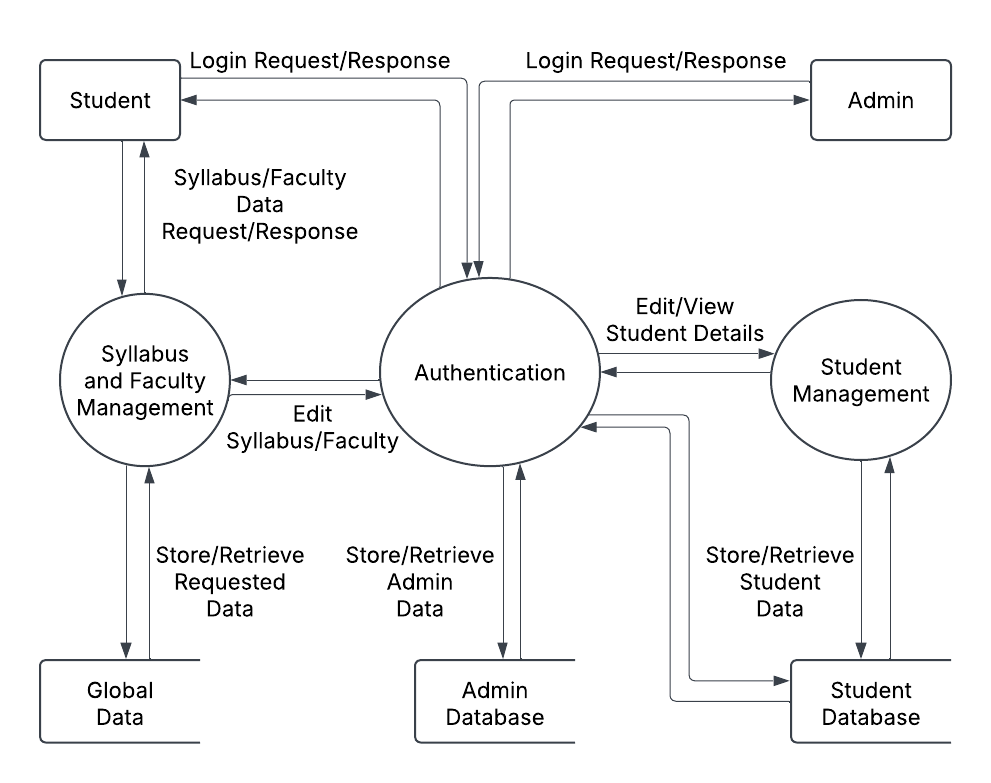 Login Request/Response
Login Request/Response
Student
Admin
Syllabus/Faculty
Data
Request/Response
Edit/View
Student Details
Syllabus
and Faculty
Management
Authentication
Student
Management
Edit
Syllabus/Faculty
Store/Retrieve
Requested
Data
Store/Retrieve
Admin
Data
Store/Retrieve
Student
Data
Global
Data
Admin
Database
Student
Database